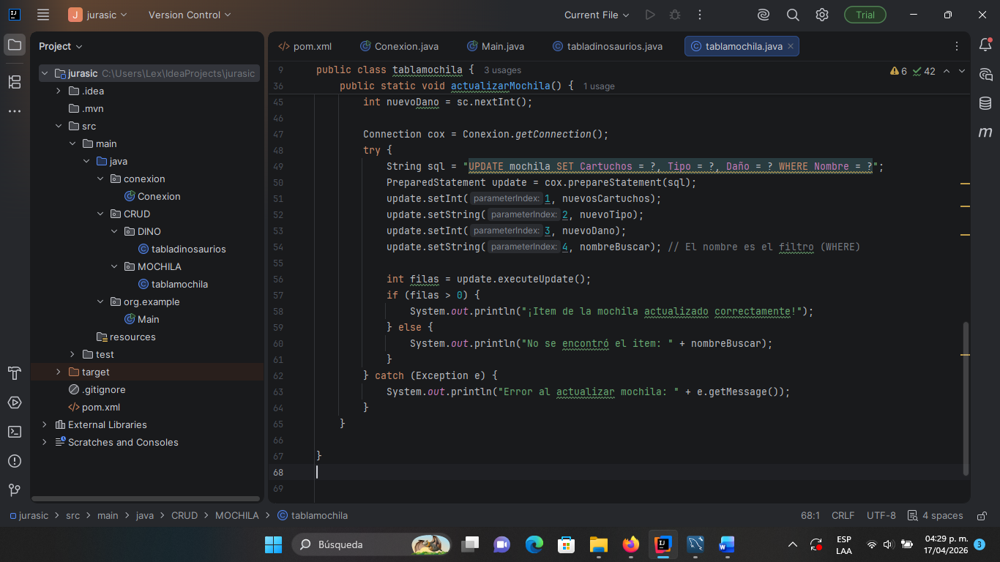 jurasic
Version Control
Current File
Trial
Project
pom.xml
Conexion.java
Main.java
tabladinosaurios.java
tablamochila.java
jurasic C:\Users\Lex\IdeaProjects\jurasic
.idea
.mvn
src
main
java
conexion
Conexion
CRUD
DINO
tabladinosaurios
MOCHILA
tablamochila
org.example
Main
resources
test
target
.gitignore
pom.xml
External Libraries
Scratches and Consoles
6 42
9 public class tablamochila { 3 usages
36 public static void actualizarMochila() { 1 usage
45 int nuevoDano = sc.nextInt();
46
47 Connection cox = Conexion.getConnection();
48 try {
49 String sql = "UPDATE mochila SET Cartuchos = ?, Tipo = ?, Daño = ? WHERE Nombre = ?";
50 PreparedStatement update = cox.prepareStatement(sql);
51 update.setInt( parameterIndex: 1, nuevosCartuchos);
52 update.setString( parameterIndex: 2, nuevoTipo);
53 update.setInt( parameterIndex: 3, nuevoDano);
54 update.setString( parameterIndex: 4, nombreBuscar); // El nombre es el filtro (WHERE)
55
56 int filas = update.executeUpdate();
57 if (filas > 0) {
58 System.out.println("¡Item de la mochila actualizado correctamente!");
59 } else {
60 System.out.println("No se encontró el item: " + nombreBuscar);
61 }
62 } catch (Exception e) {
63 System.out.println("Error al actualizar mochila: " + e.getMessage());
64 }
65 }
66
67 }
68
69
jurasic > src > main > java > CRUD > MOCHILA > tablamochila
68:1 CRLF UTF-8 4 spaces
Búsqueda
ESP
LAA
04:29 p. m.
17/04/2026
3